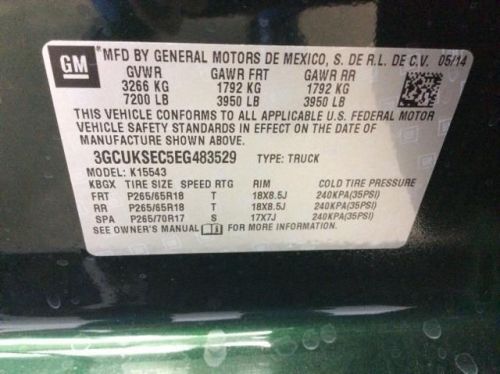 GM
*MFD BY GENERAL MOTORS DE MEXICO, S. DE R.L. DE C.V. 05/14
GVWR GAWR FRT GAWR RR
3266 KG 1792 KG 1792 KG
7200 LB 3950 LB 3950 LB
THIS VEHICLE CONFORMS TO ALL APPLICABLE U.S. FEDERAL MOTOR
VEHICLE SAFETY STANDARDS IN EFFECT ON THE DATE OF
MANUFACTURE SHOWN ABOVE.
3GCUKSEC5EG483529 TYPE: TRUCK
MODEL: K15543
KBGX TIRE SIZE SPEED RTG RIM COLD TIRE PRESSURE
FRT P265/65R18 T 18X8.5J 240KPA(35PSI)
RR P265/65R18 T 18X8.5J 240KPA(35PSI)
SPA P265/70R17 S 17X7J 240KPA(35PSI)
SEE OWNER'S MANUAL FOR MORE INFORMATION